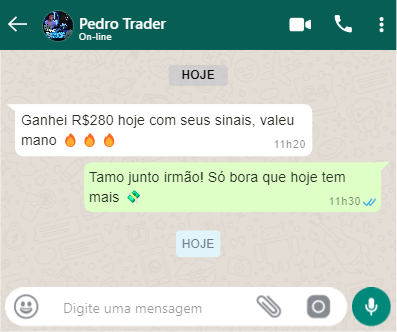 Pedro Trader
On-line
HOJE
Ganhei R$280 hoje com seus sinais, valeu
mano 🔥 🔥 🔥
11h20
Tamo junto irmão! Só bora que hoje tem
mais 💸
11h30
HOJE
Digite uma mensagem